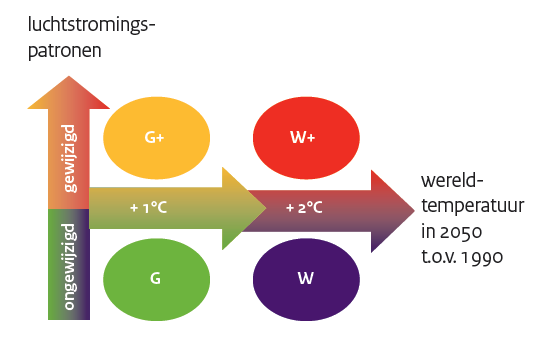 luchtstromings-
patronen
gewijzigd
ongewijzigd
G+
W+
+ 1°C
+ 2°C
G
W
wereld-
temperatuur
in 2050
t.o.v. 1990